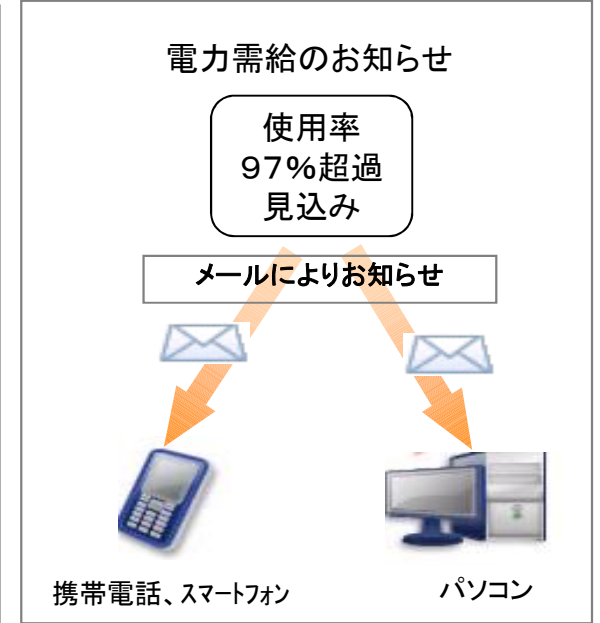 電力需給のお知らせ
使用率
９７％超過
見込み
メールによりお知らせ
携帯電話、スマートフォン
パソコン